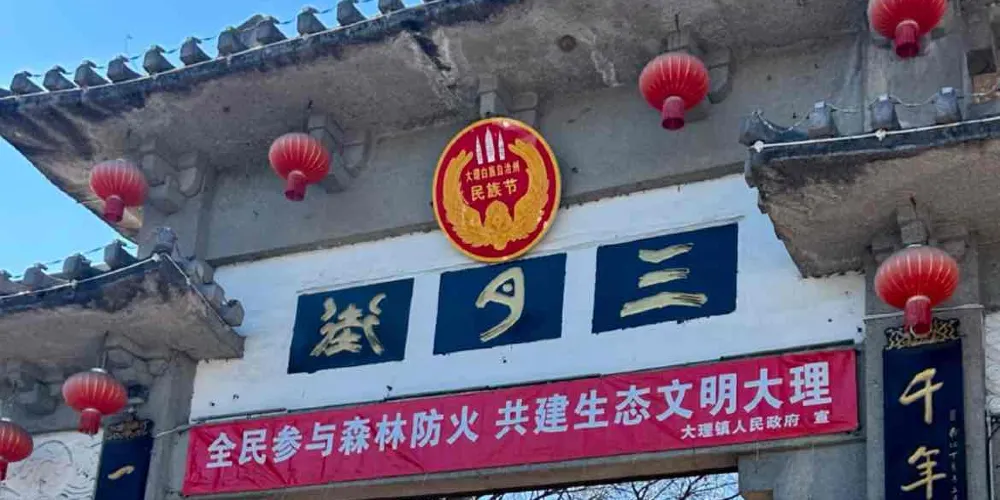 大理白族自治州
民族节
三月街
全民参与森林防火 共建生态文明大理
大理镇人民政府 宣
千年
一